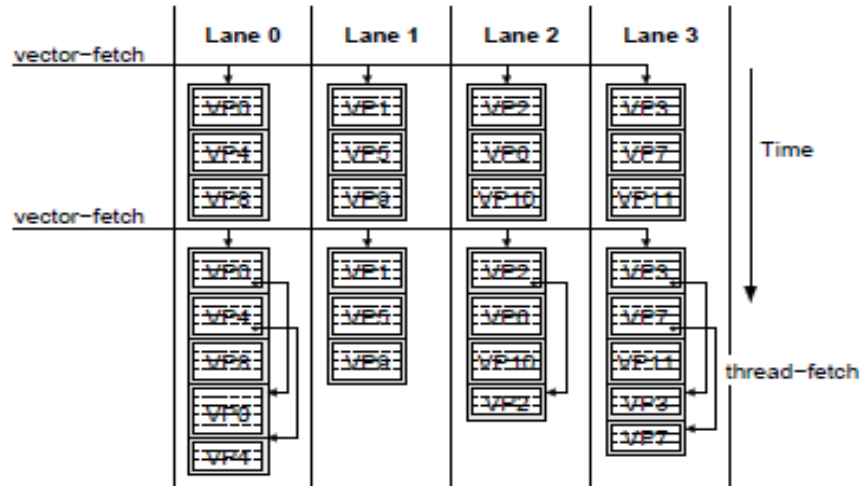 Lane 0 Lane 1 Lane 2 Lane 3
vector-fetch
VP0 VP1 VP2 VP3
VP4 VP5 VP6 VP7
Time
VP8 VP9 VP10 VP11
vector-fetch
VP0 VP1 VP2 VP3
VP4 VP5 VP6 VP7
VP8 VP9 VP10 VP11
thread-fetch
VP0 VP2 VP3
VP4 VP7